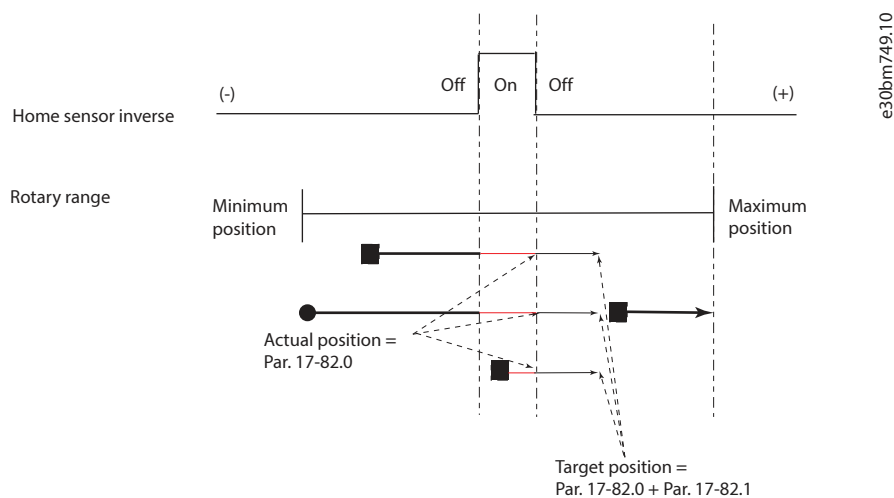 e30bm749.10
Off
On
Off
(-)
(+)
Home sensor inverse
Rotary range
Minimum
position
Maximum
position
Actual position =
Par. 17-82.0
Target position =
Par. 17-82.0 + Par. 17-82.1